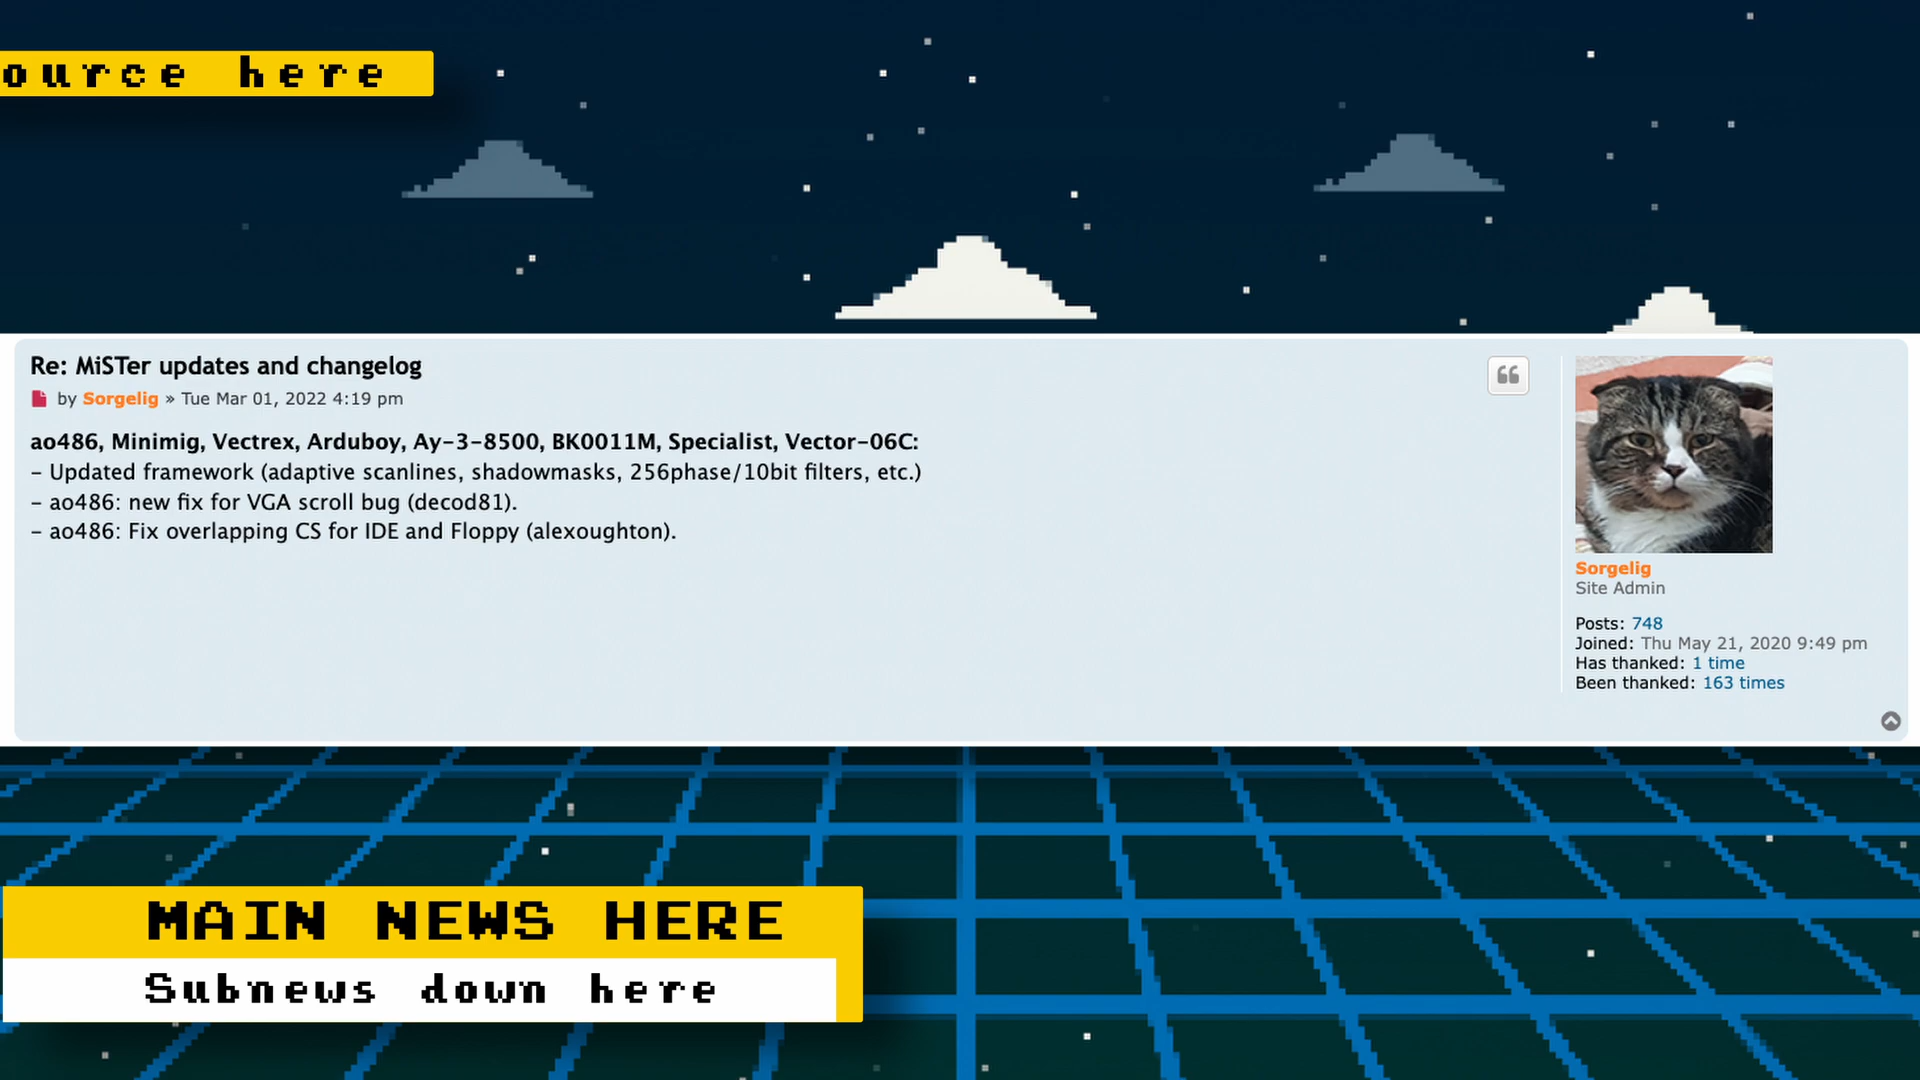 ource here
Re: MiSTer updates and changelog
by Sorgelig » Tue Mar 01, 2022 4:19 pm
ao486, Minimig, Vectrex, Arduboy, Ay-3-8500, BK0011M, Specialist, Vector-06C:
- Updated framework (adaptive scanlines, shadowmasks, 256phase/10bit filters, etc.)
- ao486: new fix for VGA scroll bug (decod81).
- ao486: Fix overlapping CS for IDE and Floppy (alexoughton).
Sorgelig
Site Admin
Posts: 748
Joined: Thu May 21, 2020 9:49 pm
Has thanked: 1 time
Been thanked: 163 times
MAIN NEWS HERE
Subnews down here